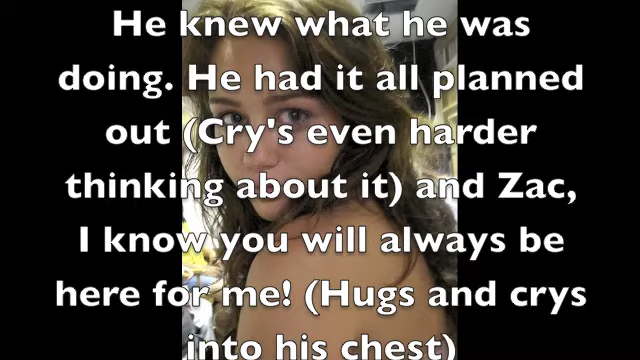 He knew what he was
doing. He had it all planned
out (Cry's even harder
thinking about it) and Zac,
I know you will always be
here for me! (Hugs and crys
into his chest)